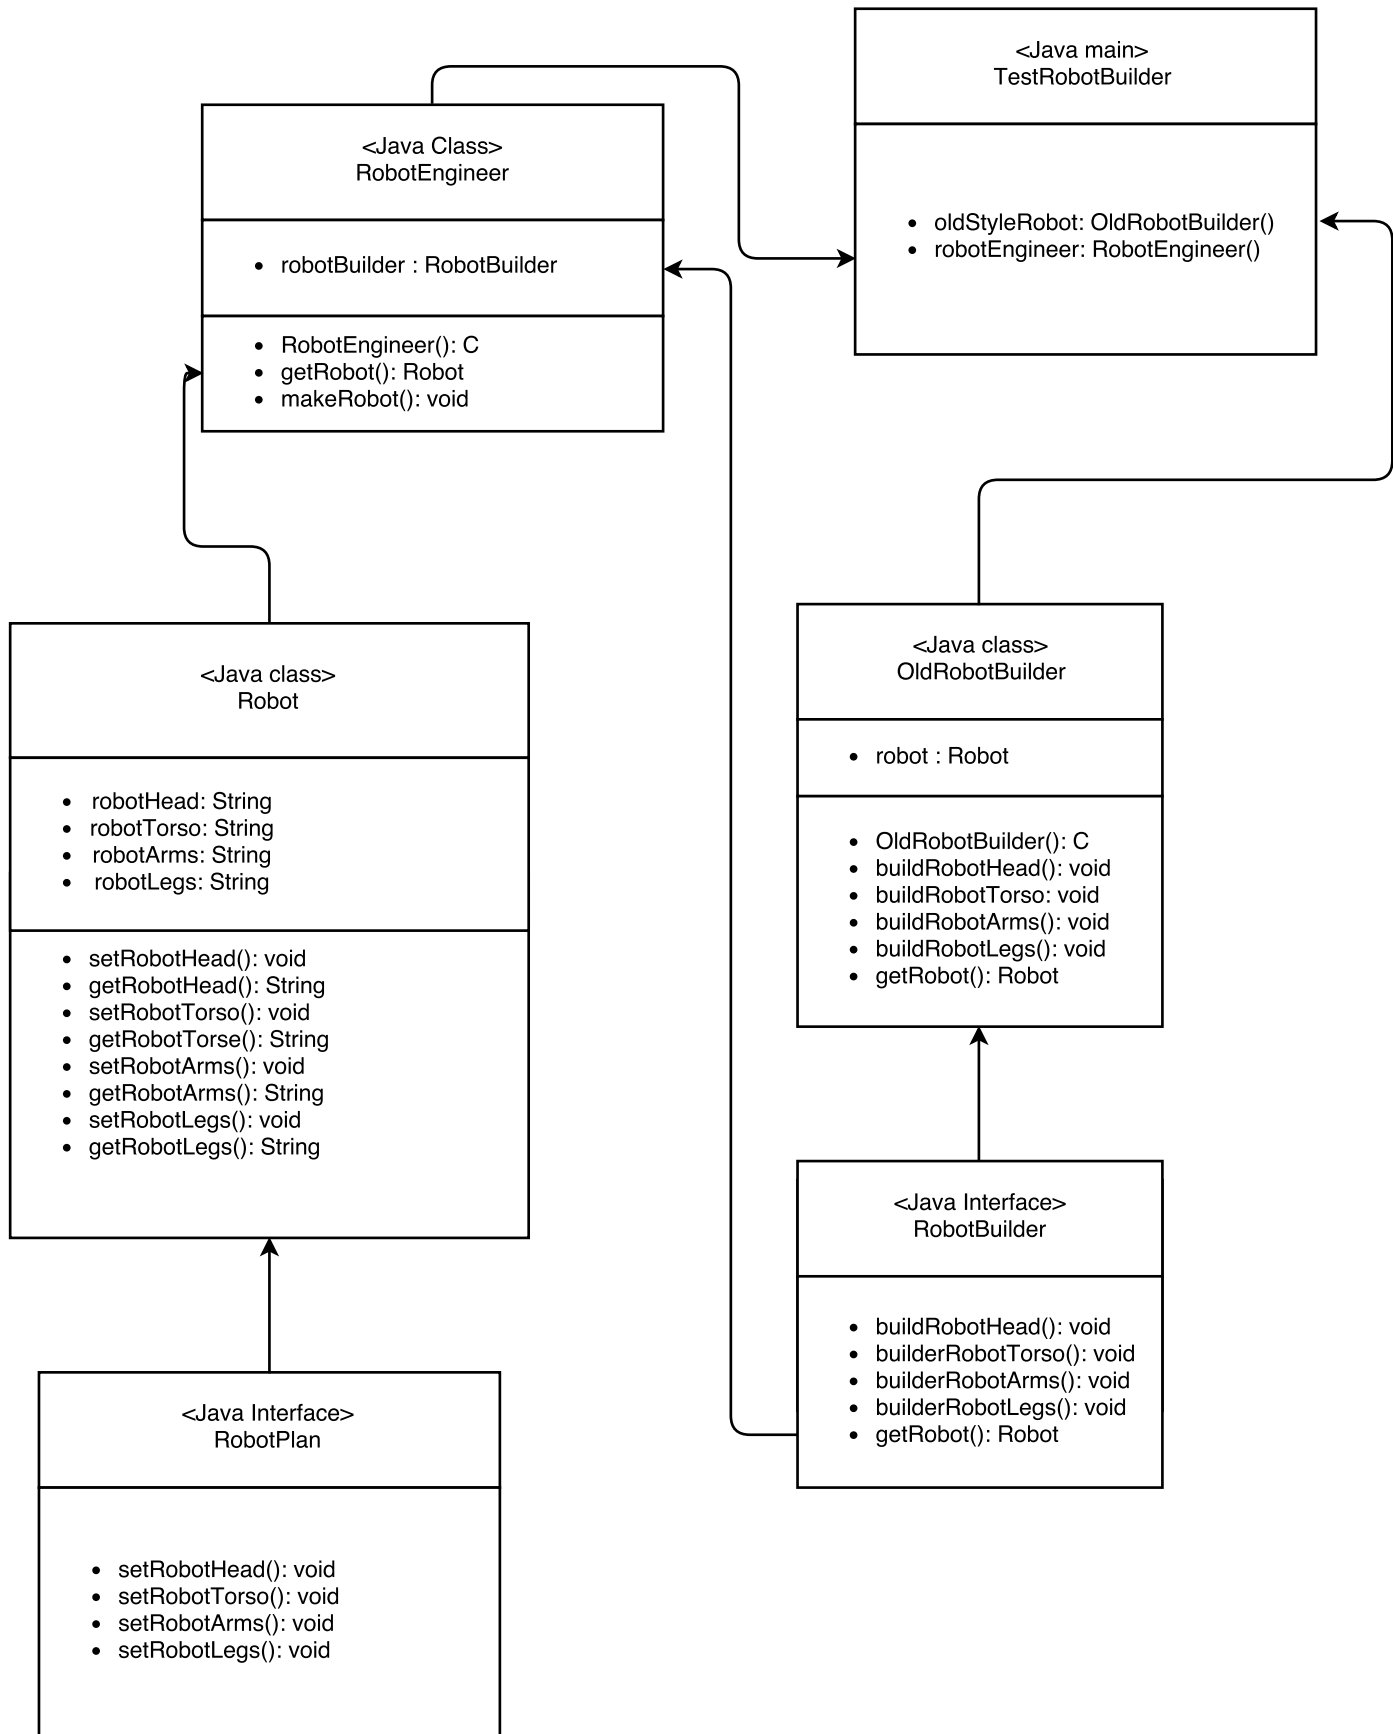 <Java main>
TestRobotBuilder
oldStyleRobot: OldRobotBuilder()
robotEngineer: RobotEngineer()
<Java Class>
RobotEngineer
robotBuilder : RobotBuilder
RobotEngineer(): C
getRobot(): Robot
makeRobot(): void
<Java class>
Robot
robotHead: String
robotTorso: String
robotArms: String
robotLegs: String
setRobotHead(): void
getRobotHead(): String
setRobotTorso(): void
getRobotTorse(): String
setRobotArms(): void
getRobotArms(): String
setRobotLegs(): void
getRobotLegs(): String
<Java class>
OldRobotBuilder
robot : Robot
OldRobotBuilder(): C
buildRobotHead(): void
buildRobotTorso: void
buildRobotArms(): void
buildRobotLegs(): void
getRobot(): Robot
<Java Interface>
RobotBuilder
buildRobotHead(): void
builderRobotTorso(): void
builderRobotArms(): void
builderRobotLegs(): void
getRobot(): Robot
<Java Interface>
RobotPlan
setRobotHead(): void
setRobotTorso(): void
setRobotArms(): void
setRobotLegs(): void